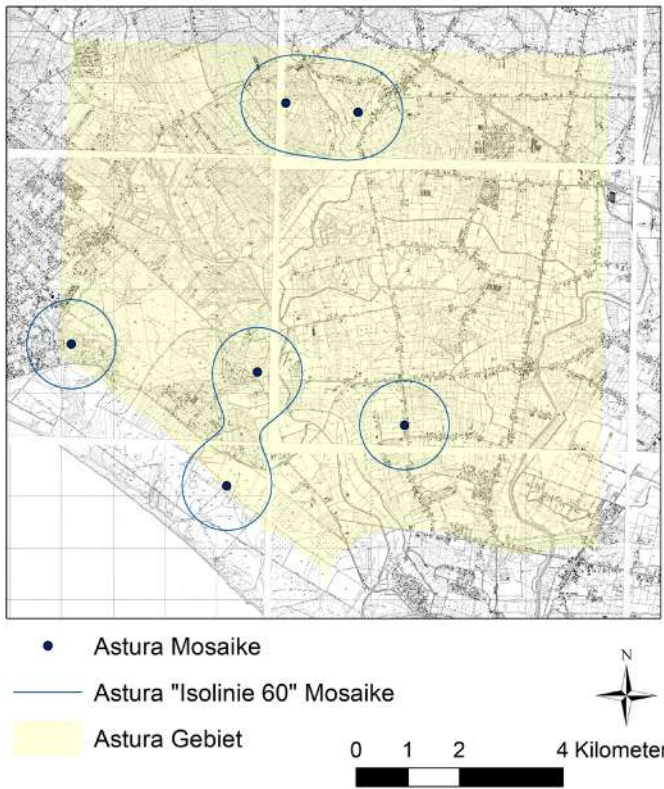 Astura Mosaike
Astura "Isolinie 60" Mosaike
Astura Gebiet
N
0 1 2 4 Kilometer